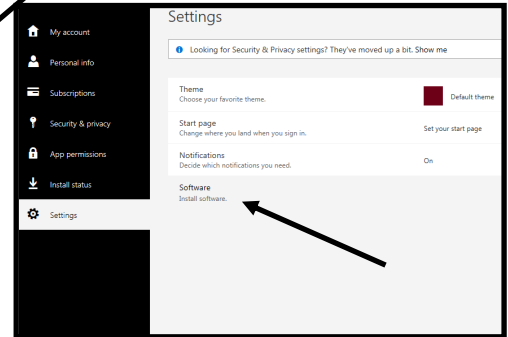 Settings
My account
Personal info
Subscriptions
Security & privacy
App permissions
Install status
Settings
Looking for Security & Privacy settings? They've moved up a bit. Show me
Theme
Choose your favorite theme.
Default theme
Start page
Change where you land when you sign in.
Set your start page
Notifications
Decide which notifications you need.
On
Software
Install software.